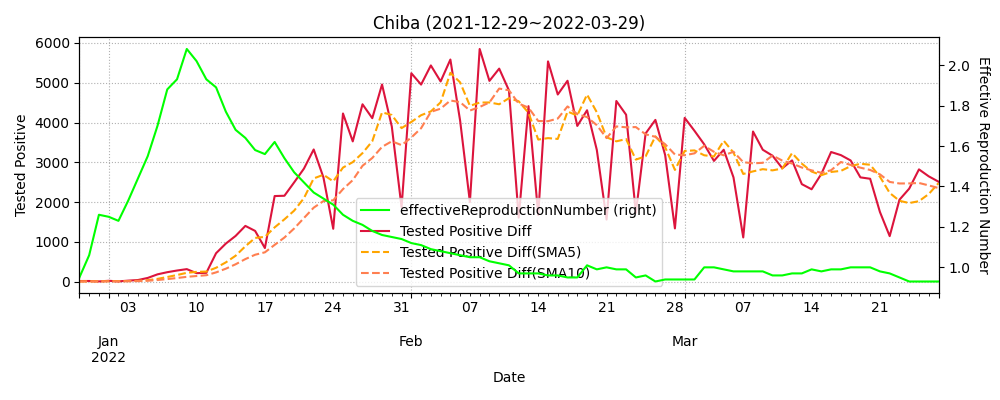 Chiba (2021-12-29~2022-03-29)
6000
5000
4000
3000
2000
1000
0
Tested Positive
2.0
1.8
1.6
1.4
1.2
1.0
Effective Reproduction Number
effectiveReproductionNumber (right)
Tested Positive Diff
Tested Positive Diff(SMA5)
Tested Positive Diff(SMA10)
03 10 17 24 31 07 14 21 28 07 14 21
Jan Feb Mar
2022
Date